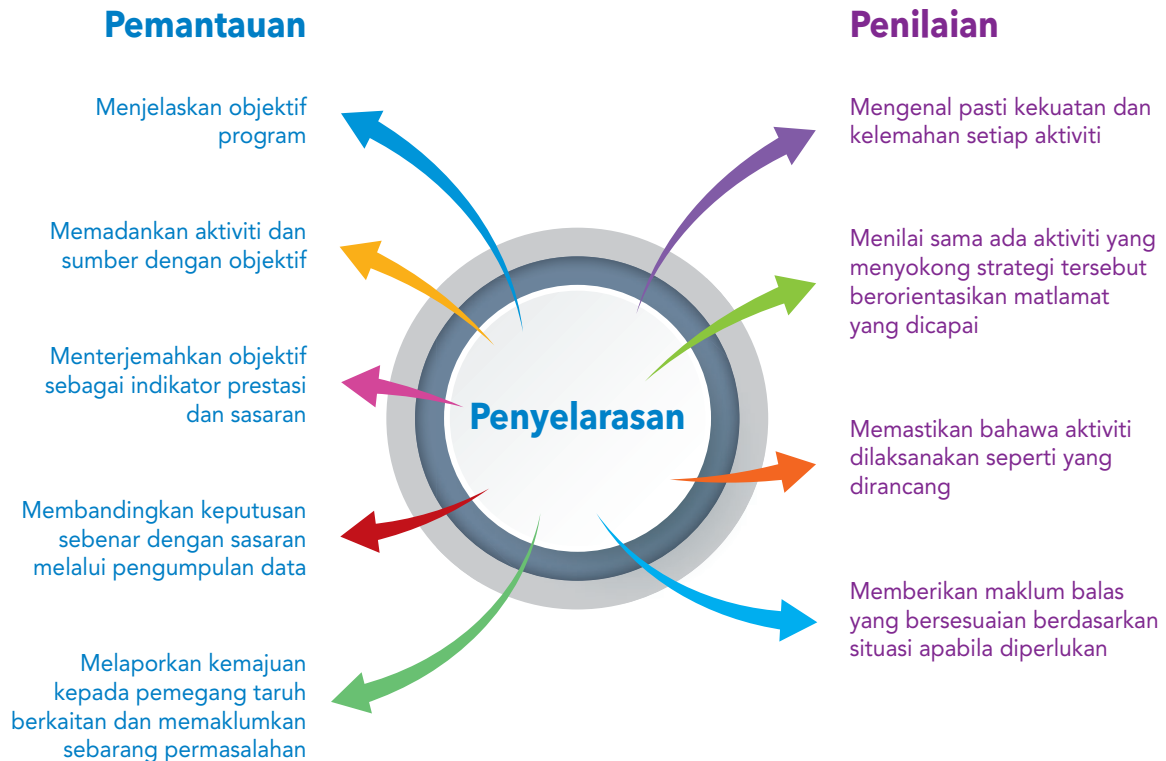 Pemantauan
Menjelaskan objektif
program
Memadankan aktiviti dan
sumber dengan objektif
Menterjemahkan objektif
sebagai indikator prestasi
dan sasaran
Membandingkan keputusan
sebenar dengan sasaran
melalui pengumpulan data
Melaporkan kemajuan
kepada pemegang taruh
berkaitan dan memaklumkan
sebarang permasalahan
Penyelarasan
Penilaian
Mengenal pasti kekuatan dan
kelemahan setiap aktiviti
Menilai sama ada aktiviti yang
menyokong strategi tersebut
berorientasikan matlamat
yang dicapai
Memastikan bahawa aktiviti
dilaksanakan seperti yang
dirancang
Memberikan maklum balas
yang bersesuaian berdasarkan
situasi apabila diperlukan